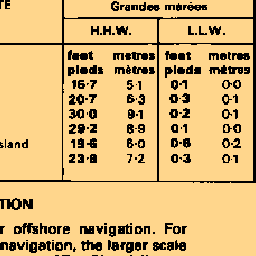 TE
Grandes marées
H.H.W. L.L.W.
feet metres feet metres
pieds mètres pieds mètres
16·7 5·1 0·1 0·0
20·7 6·3 0·3 0·1
30·0 9·1 0·2 0·1
29·2 8·9 0·1 0·0
sland 19·6 6·0 0·6 0·2
23·8 7·2 0·3 0·1
TION
r offshore navigation. For
navigation, the larger scale